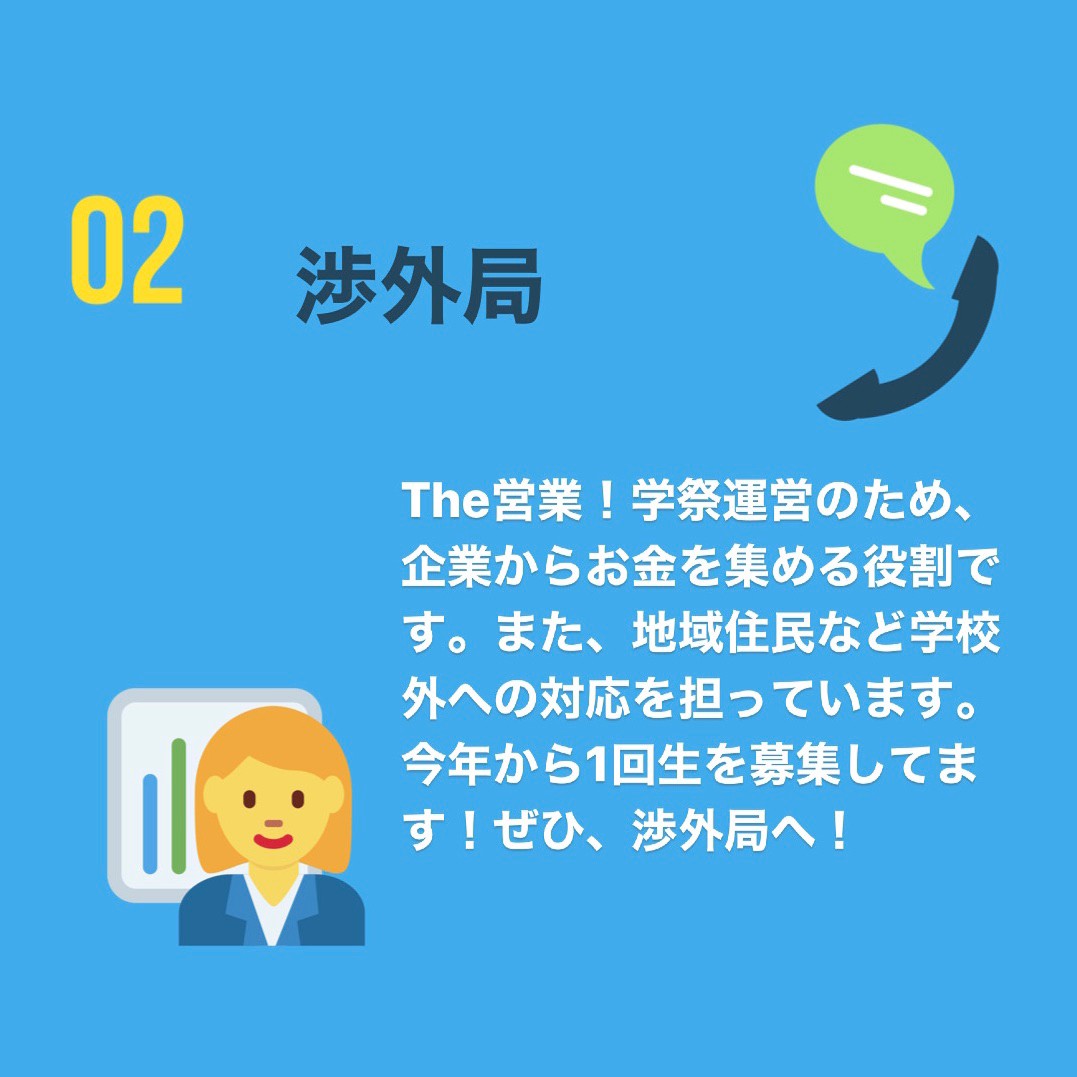 02
渉外局
The営業！学祭運営のため、
企業からお金を集める役割で
す。また、地域住民など学校
外への対応を担っています。
今年から1回生を募集してま
す！ぜひ、渉外局へ！